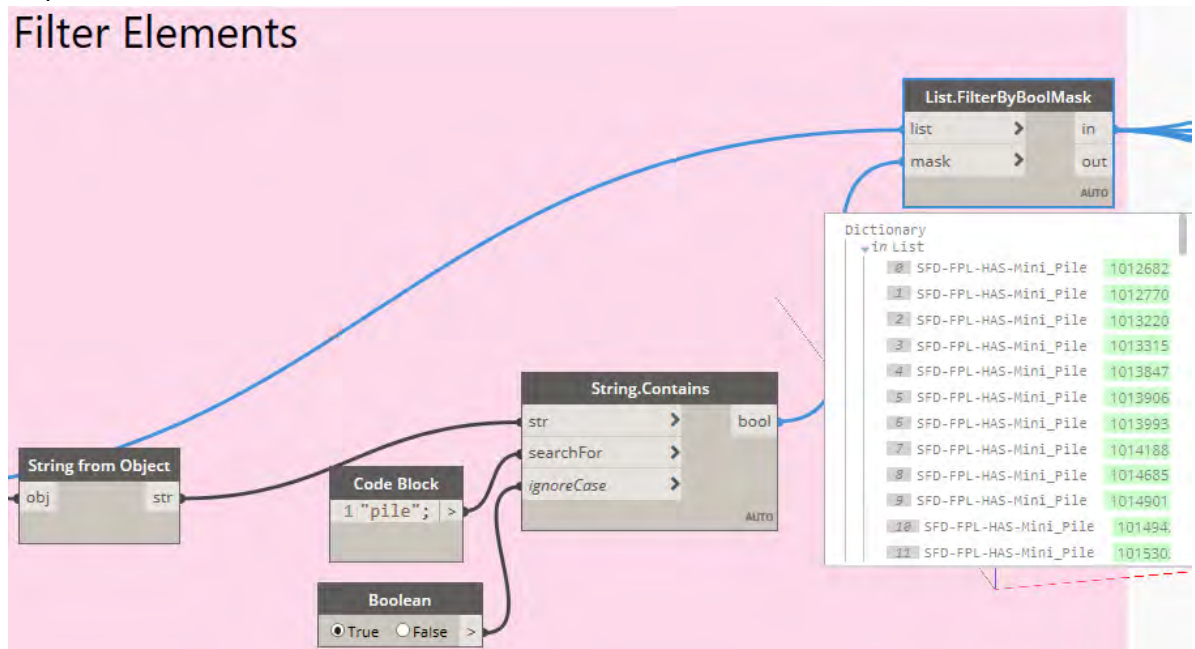 Filter Elements
List.FilterByBoolMask
list > in
mask > out
AUTO
Dictionary
in List
0 SFD-FPL-HAS-Mini_Pile 1012682
1 SFD-FPL-HAS-Mini_Pile 1012770
2 SFD-FPL-HAS-Mini_Pile 1013220
3 SFD-FPL-HAS-Mini_Pile 1013315
4 SFD-FPL-HAS-Mini_Pile 1013847
5 SFD-FPL-HAS-Mini_Pile 1013906
6 SFD-FPL-HAS-Mini_Pile 1013993
7 SFD-FPL-HAS-Mini_Pile 1014188
8 SFD-FPL-HAS-Mini_Pile 1014685
9 SFD-FPL-HAS-Mini_Pile 1014901
10 SFD-FPL-HAS-Mini_Pile 101494
11 SFD-FPL-HAS-Mini_Pile 101530
String.Contains
str > bool
searchFor >
ignoreCase >
AUTO
String from Object
obj str
Code Block
1 "pile"; >
Boolean
True False >